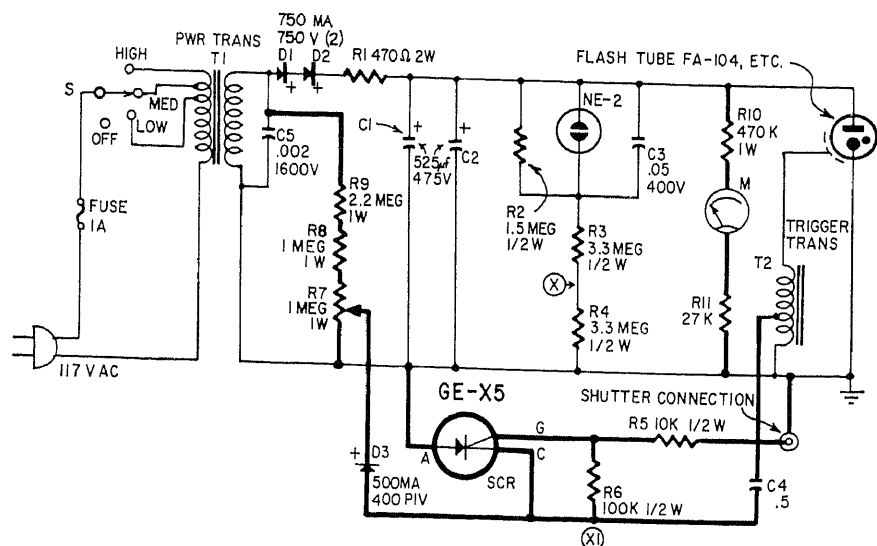 PWR TRANS
T1
750 MA
750 V (2)
D1 D2
+ +
R1 470Ω 2W
FLASH TUBE FA-104, ETC.
HIGH
S
MED
LOW
OFF
C5
.002
1600V
C1
+
+
C2
525μf
475V
NE-2
R2
1.5 MEG
1/2 W
C3
.05
400V
R10
470 K
1W
M
TRIGGER
TRANS
T2
FUSE
1A
R9
2.2 MEG
1W
R8
1 MEG
1W
R7
1 MEG
1W
R3
3.3 MEG
1/2 W
X
R4
3.3 MEG
1/2 W
R11
27 K
117 V AC
GE-X5
SHUTTER CONNECTION
A
G
C
SCR
R5 10K 1/2 W
+ D3
500MA
400 PIV
R6
100K 1/2 W
C4
.5
X1